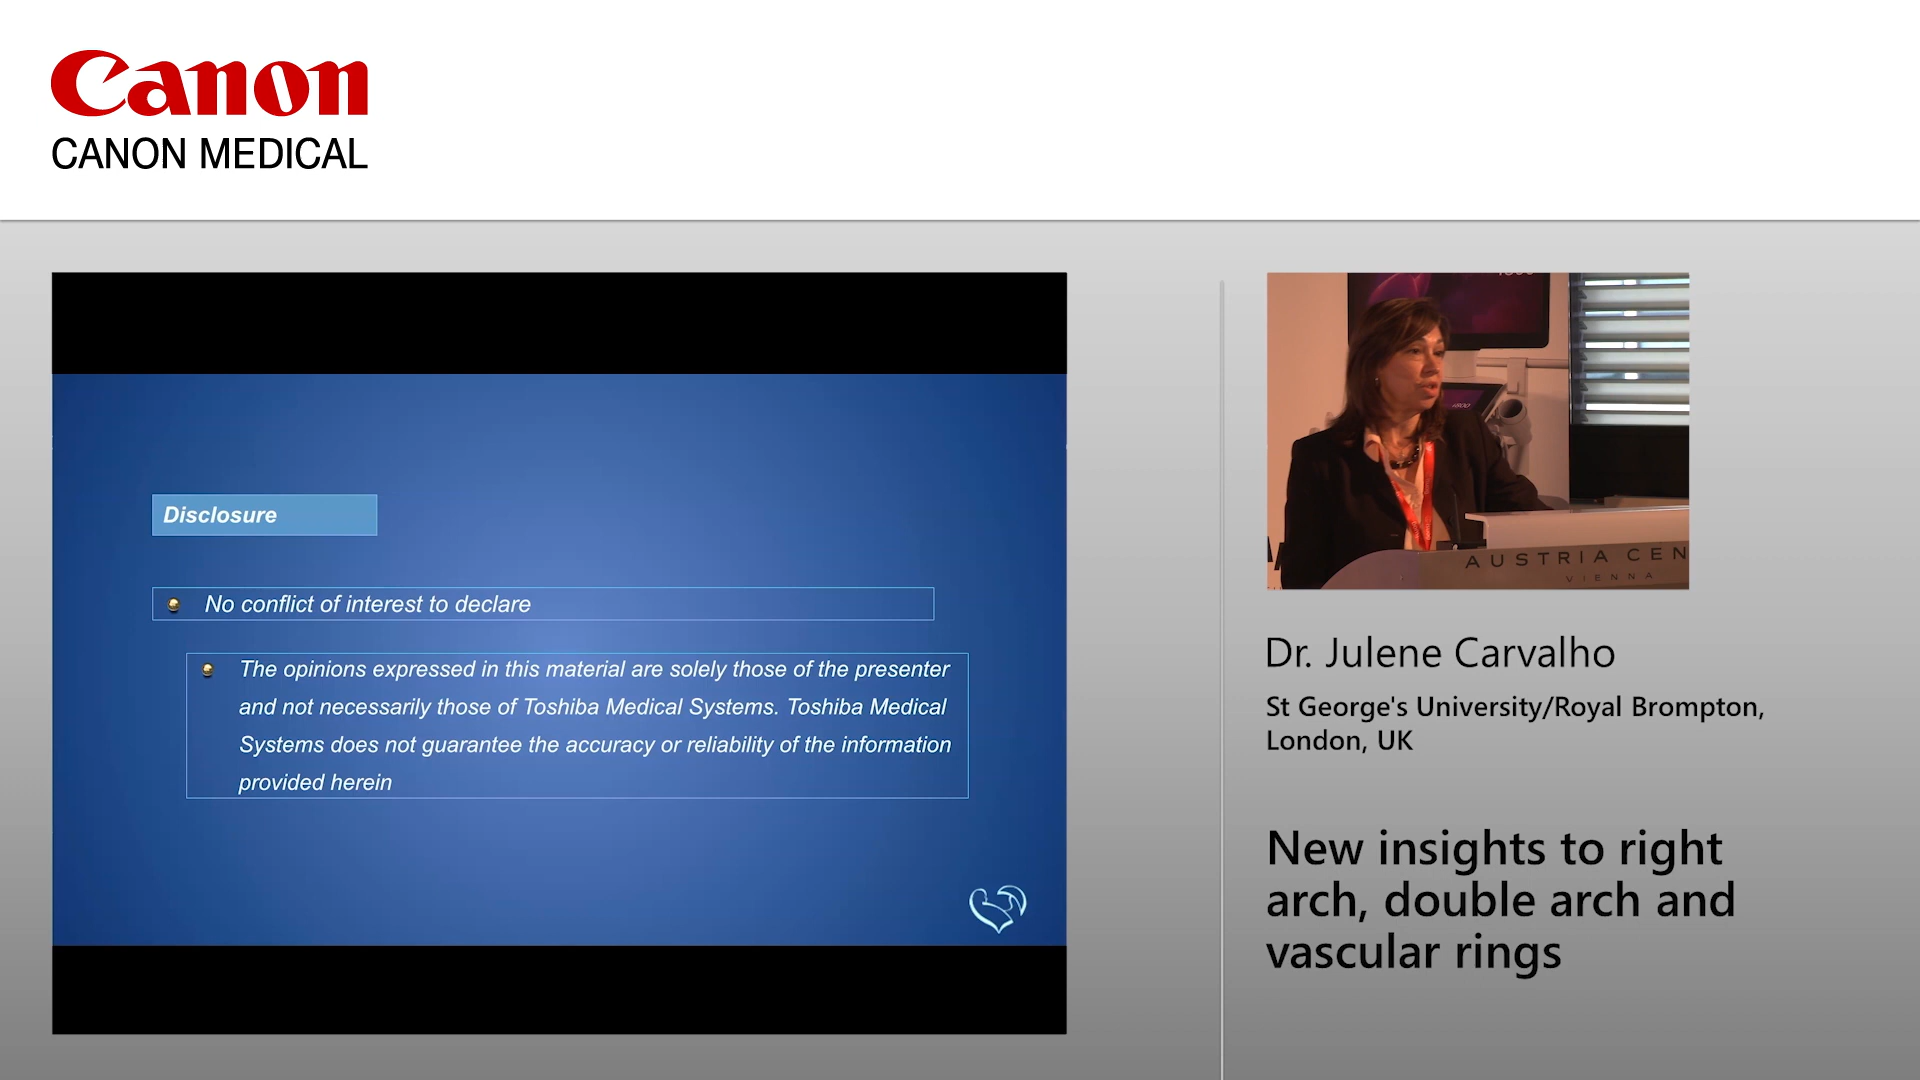 Canon
CANON MEDICAL
Disclosure
No conflict of interest to declare
The opinions expressed in this material are solely those of the presenter
and not necessarily those of Toshiba Medical Systems. Toshiba Medical
Systems does not guarantee the accuracy or reliability of the information
provided herein
AUSTRIA CEN
VIENNA
Dr. Julene Carvalho
St George's University/Royal Brompton,
London, UK
New insights to right
arch, double arch and
vascular rings